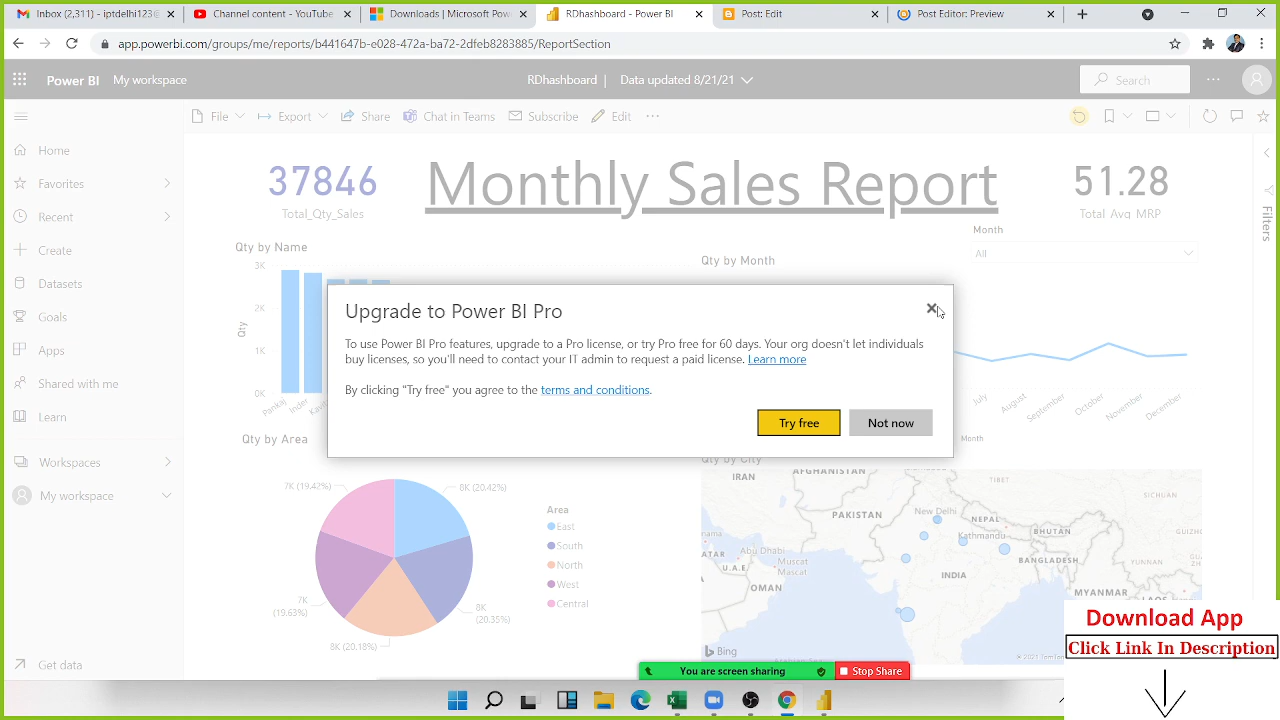 Inbox (2,311) - iptdelhi123@
Channel content - YouTube
Downloads | Microsoft Pow
RDhashboard - Power BI
Post: Edit
Post Editor: Preview
app.powerbi.com/groups/me/reports/b441647b-e028-472a-ba72-2dfeb8289885/ReportSection
Power BI My workspace
RDhashboard | Data updated 8/21/21
Search
File Export Share Chat in Teams Subscribe Edit
Home
Favorites
Recent
Create
Datasets
Goals
Apps
Shared with me
Learn
Workspaces
My workspace
Get data
37846
Total_Qty_Sales
Monthly Sales Report
51.28
Total Avg MRP
Month
All
Filters
Qty by Name
3K
2K
1K
0K
Qty
Pankaj
Inder
Qty by Month
July
August
September
October
November
December
Month
Upgrade to Power BI Pro
To use Power BI Pro features, upgrade to a Pro license, or try Pro free for 60 days. Your org doesn't let individuals
buy licenses, so you'll need to contact your IT admin to request a paid license. Learn more
By clicking "Try free" you agree to the terms and conditions.
Try free
Not now
Qty by Area
7K (19.42%)
8K (20.42%)
7K
(19.63%)
8K
(20.35%)
8K (20.18%)
Area
East
South
North
West
Central
Qty by City
AFGHANISTAN
IRAN
TIBET
SICHUAN
PAKISTAN
New Delhi
NEPAL
Kathmandu
BHUTAN
GUIZHO
Abu Dhabi
Muscat
Mascate
U.A.E
OMAN
BANGLADESH
INDIA
MYANMAR
Bing
© 2021 TomTom
You are screen sharing
Stop Share
Download App
Click Link In Description